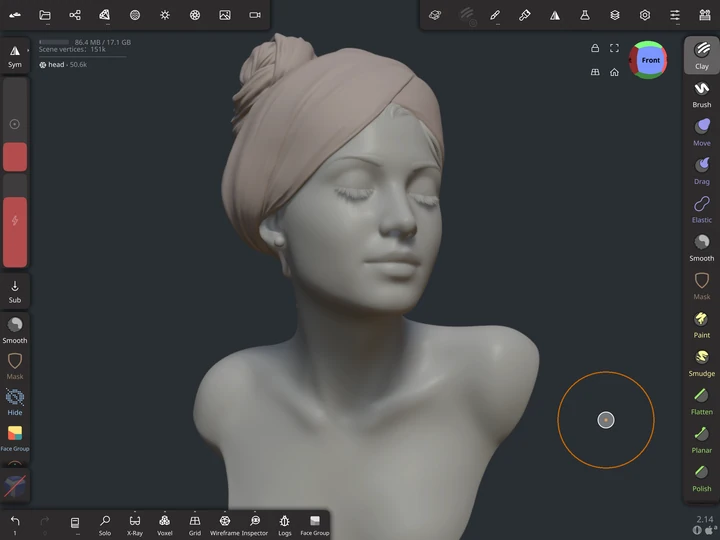 86.4 MB / 17.1 GB
Scene vertices: 151k
head - 50.6k
Front
Sym
Sub
Smooth
Mask
Hide
Face Group
Clay
Brush
Move
Drag
Elastic
Smooth
Mask
Paint
Smudge
Flatten
Planar
Polish
1
1
...
Solo
X-Ray
Voxel
Grid
Wireframe
Inspector
Logs
Face Group
2.14